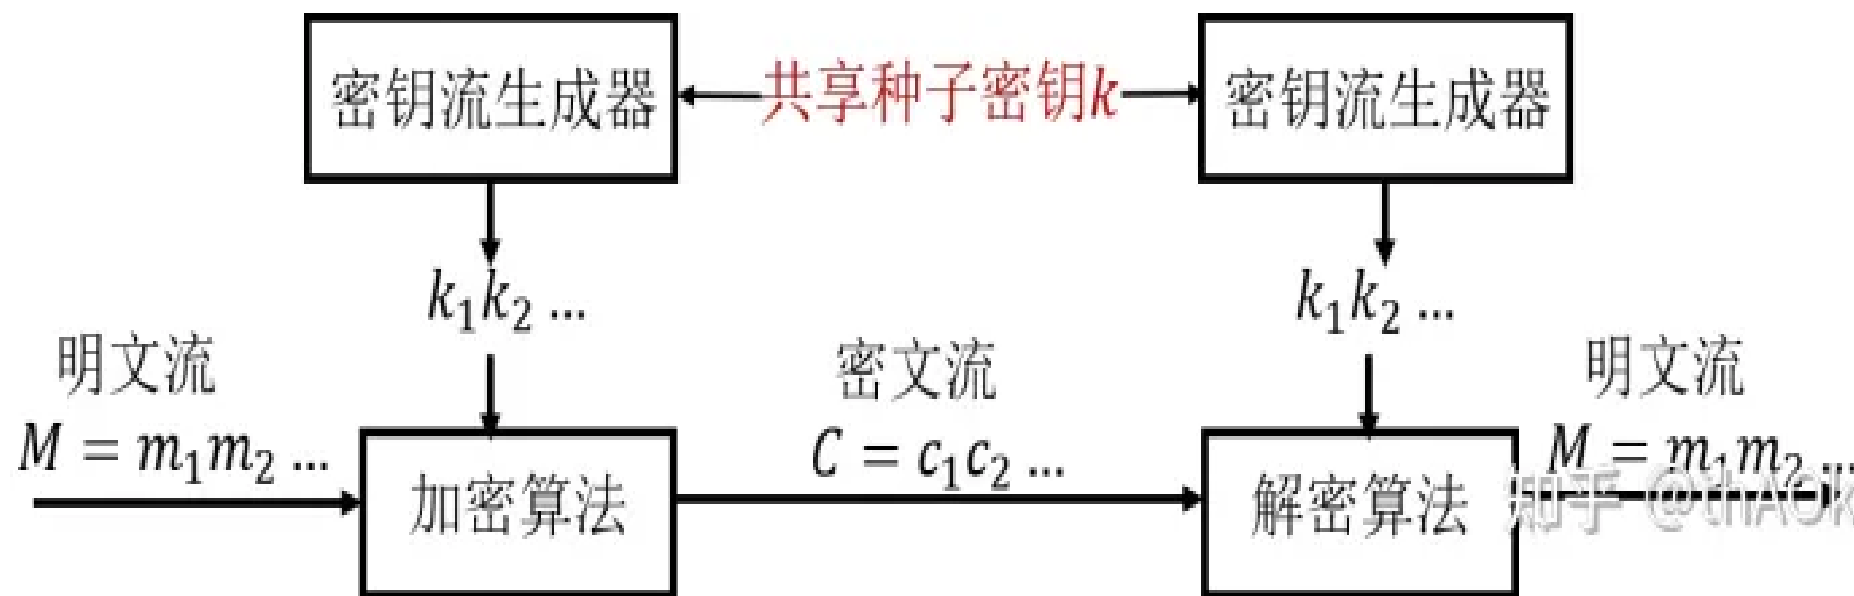 密钥流生成器
共享种子密钥k
密钥流生成器
k₁k₂ ...
k₁k₂ ...
明文流
密文流
明文流
M = m₁m₂ ...
C = c₁c₂ ...
M = m₁m₂ ...
加密算法
解密算法
知乎 @thAOk